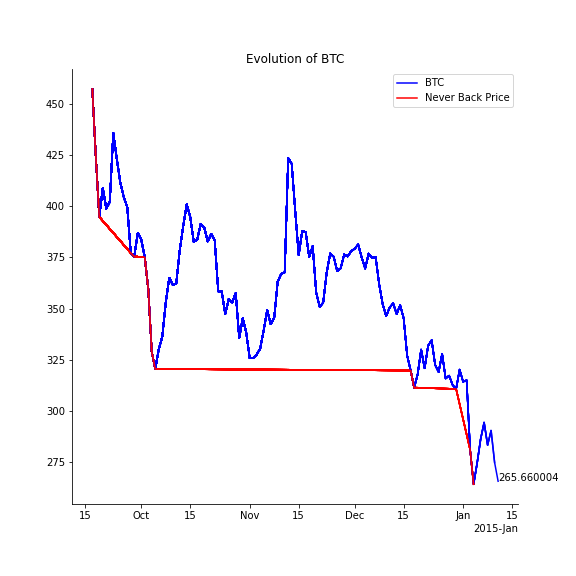 Evolution of BTC
BTC
Never Back Price
450
425
400
375
350
325
300
275
265.660004
15
Oct
15
Nov
15
Dec
15
Jan
15
2015-Jan